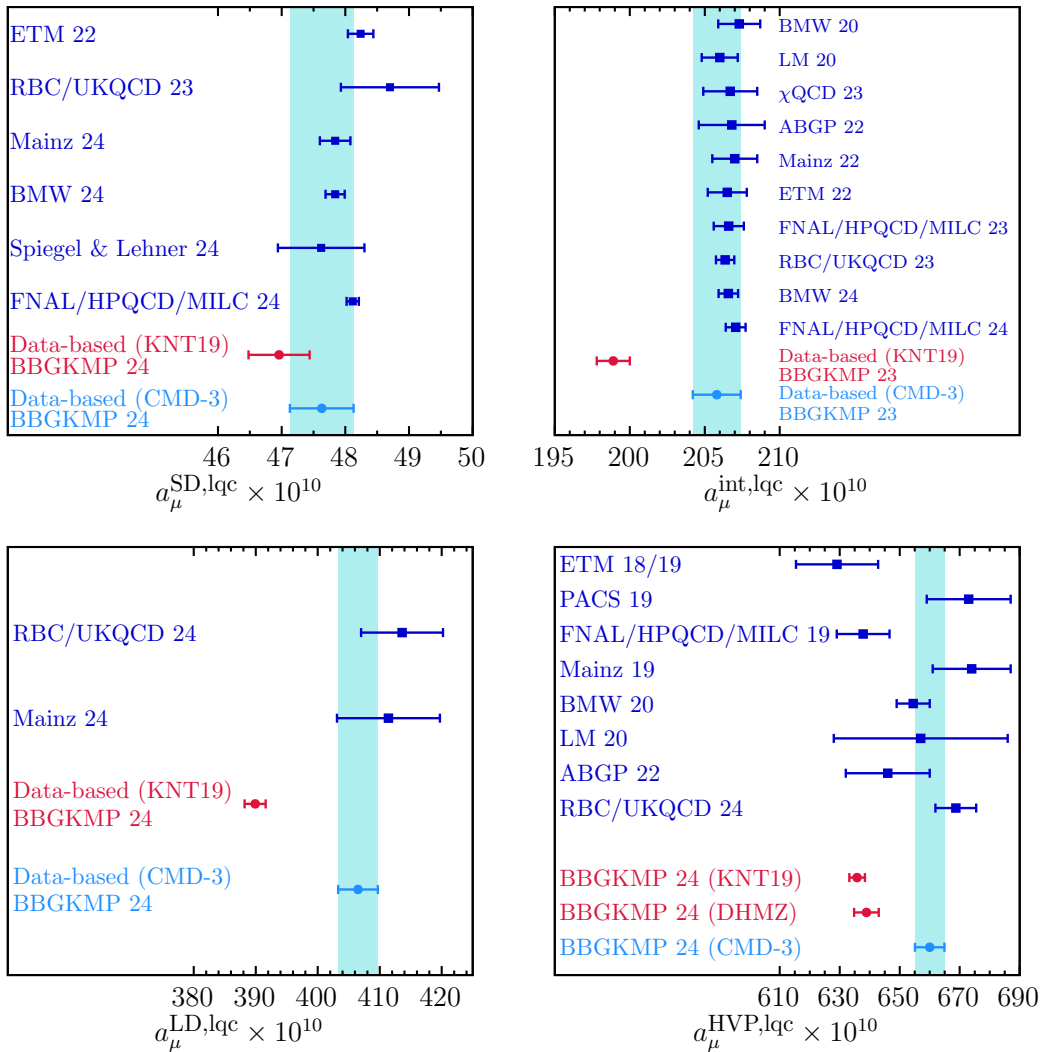 ETM 22
RBC/UKQCD 23
Mainz 24
BMW 24
Spiegel & Lehner 24
FNAL/HPQCD/MILC 24
Data-based (KNT19)
BBGKMP 24
Data-based (CMD-3)
BBGKMP 24
46 47 48 49 50
a_μ^{SD,lqc} × 10^{10}
BMW 20
LM 20
χQCD 23
ABGP 22
Mainz 22
ETM 22
FNAL/HPQCD/MILC 23
RBC/UKQCD 23
BMW 24
FNAL/HPQCD/MILC 24
Data-based (KNT19)
BBGKMP 23
Data-based (CMD-3)
BBGKMP 23
195 200 205 210
a_μ^{int,lqc} × 10^{10}
RBC/UKQCD 24
Mainz 24
Data-based (KNT19)
BBGKMP 24
Data-based (CMD-3)
BBGKMP 24
380 390 400 410 420
a_μ^{LD,lqc} × 10^{10}
ETM 18/19
PACS 19
FNAL/HPQCD/MILC 19
Mainz 19
BMW 20
LM 20
ABGP 22
RBC/UKQCD 24
BBGKMP 24 (KNT19)
BBGKMP 24 (DHMZ)
BBGKMP 24 (CMD-3)
610 630 650 670 690
a_μ^{HVP,lqc} × 10^{10}